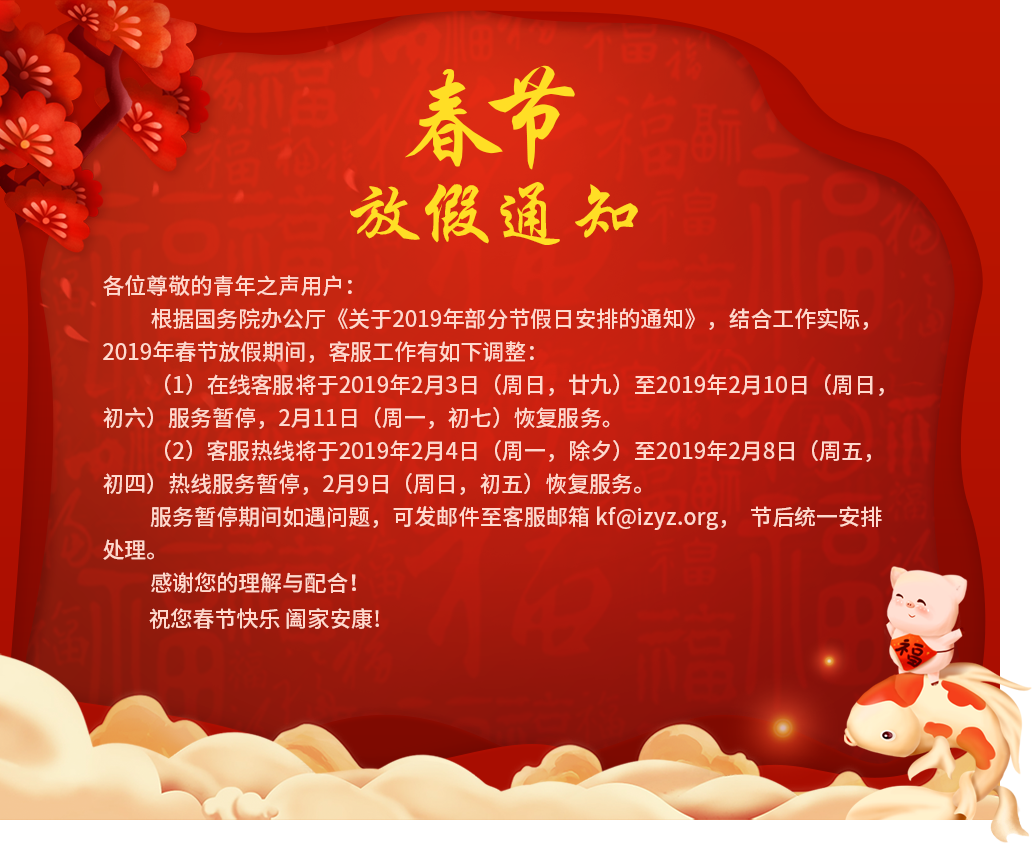 春节
放假通知
各位尊敬的青年之声用户：
根据国务院办公厅《关于2019年部分节假日安排的通知》，结合工作实际，
2019年春节放假期间，客服工作有如下调整：
（1）在线客服将于2019年2月3日（周日，廿九）至2019年2月10日（周日，
初六）服务暂停，2月11日（周一，初七）恢复服务。
（2）客服热线将于2019年2月4日（周一，除夕）至2019年2月8日（周五，
初四）热线服务暂停，2月9日（周日，初五）恢复服务。
服务暂停期间如遇问题，可发邮件至客服邮箱 kf@izyz.org， 节后统一安排
处理。
感谢您的理解与配合！
祝您春节快乐 阖家安康!
福